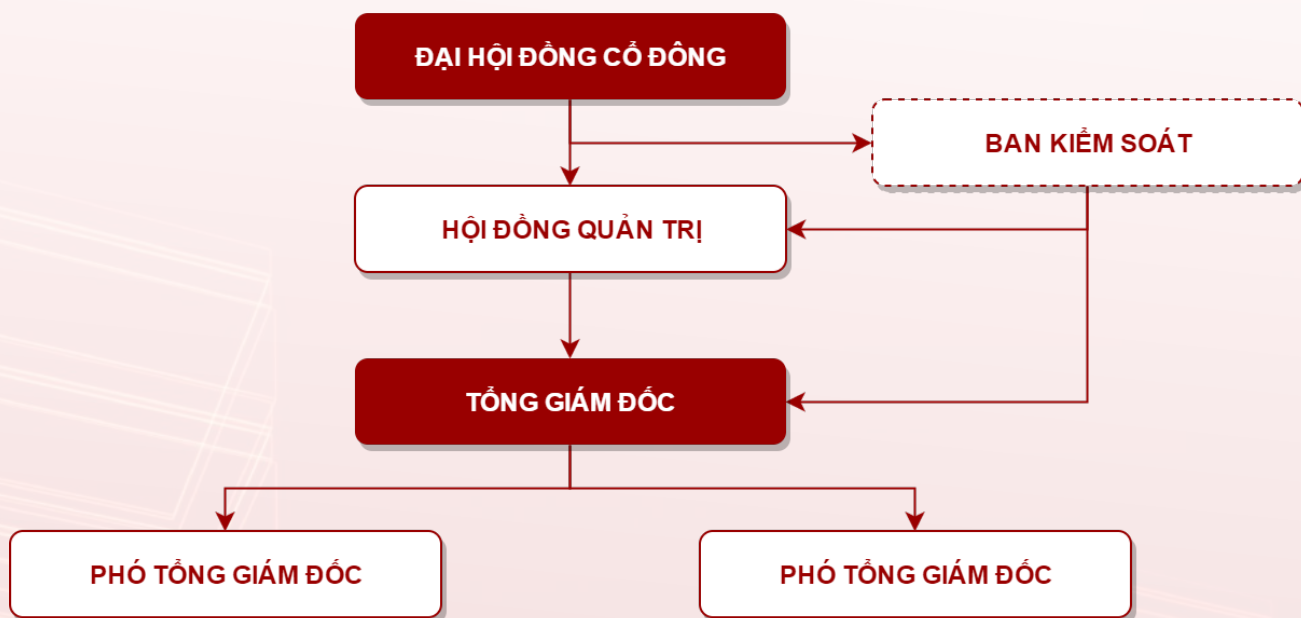 ĐẠI HỘI ĐỒNG CỔ ĐÔNG
BAN KIỂM SOÁT
HỘI ĐỒNG QUẢN TRỊ
TỔNG GIÁM ĐỐC
PHÓ TỔNG GIÁM ĐỐC
PHÓ TỔNG GIÁM ĐỐC